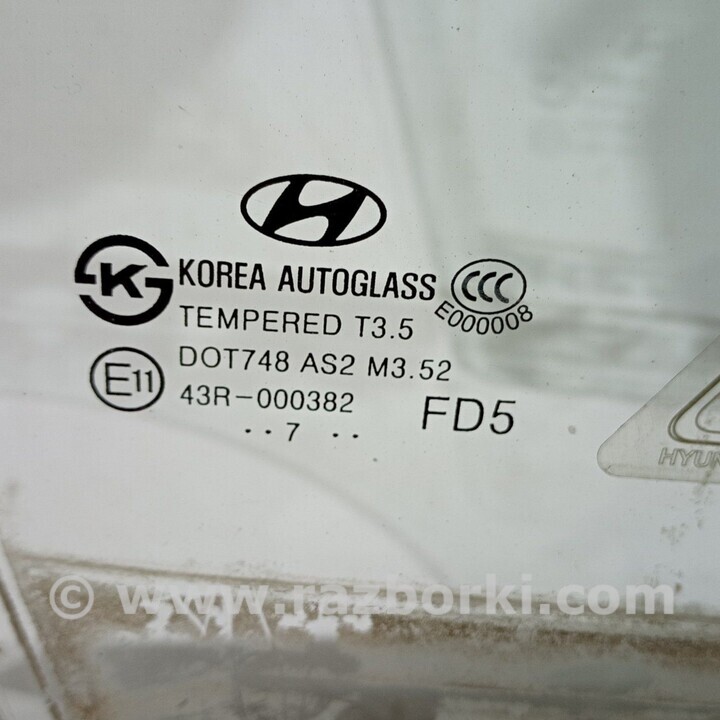 KOREA AUTOGLASS
CCC
E000008
K
TEMPERED T3.5
DOT748 AS2 M3.52
E11
43R-000382
FD5
..7 ..
© www.razborki.com